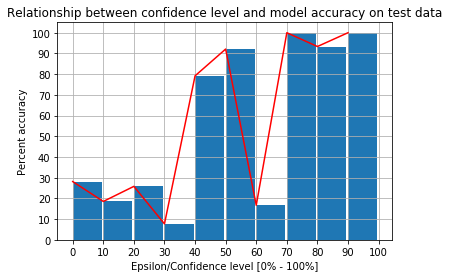 Relationship between confidence level and model accuracy on test data
100
90
80
70
60
50
40
30
20
10
0
Percent accuracy
0 10 20 30 40 50 60 70 80 90 100
Epsilon/Confidence level [0% - 100%]